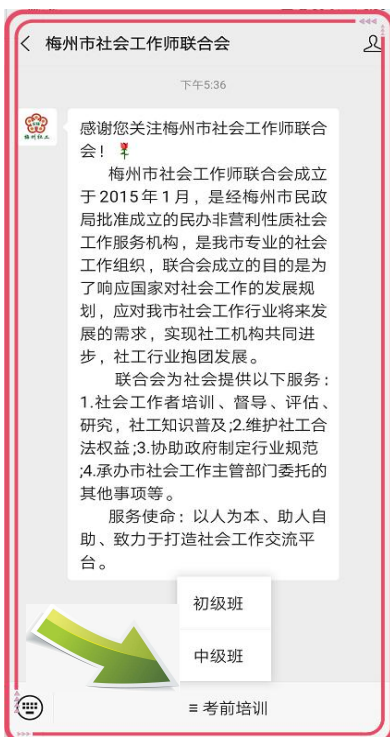 梅州市社会工作师联合会
下午5:36
梅州社工
感谢您关注梅州市社会工作师联合
会！
梅州市社会工作师联合会成立
于2015年1月，是经梅州市民政
局批准成立的民办非营利性质社会
工作服务机构，是我市专业的社会
工作组织，联合会成立的目的是为
了响应国家对社会工作的发展规
划，应对我市社会工作行业将来发
展的需求，实现社工机构共同进
步，社工行业抱团发展。
联合会为社会提供以下服务：
1.社会工作者培训、督导、评估、
研究，社工知识普及;2.维护社工合
法权益;3.协助政府制定行业规范
;4.承办市社会工作主管部门委托的
其他事项等。
服务使命：以人为本、助人自
助、致力于打造社会工作交流平
台。
初级班
中级班
考前培训